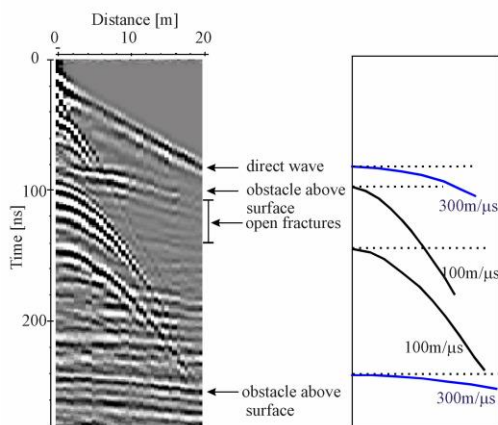 Distance [m]
0 10 20
0
100
200
Time [ns]
direct wave
obstacle above
surface
open fractures
obstacle above
surface
300m/µs
100m/µs
100m/µs
300m/µs